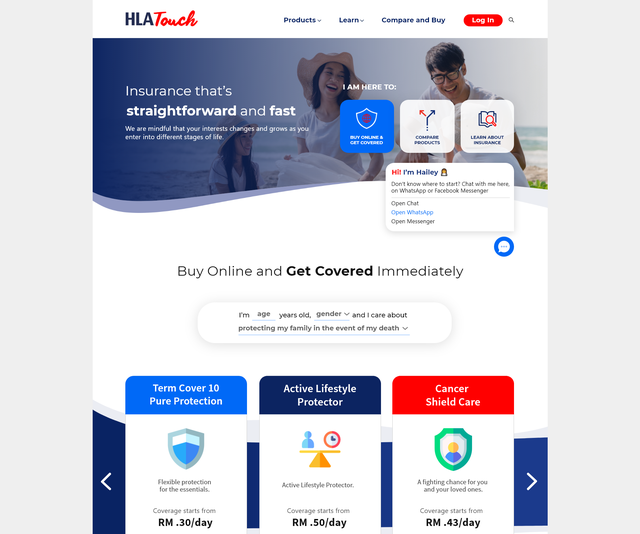 HLATouch
Products
Learn
Compare and Buy
Log In
Insurance that's
straightforward and fast
We are mindful that your interests changes and grows as you
enter into different stages of life.
I AM HERE TO:
BUY ONLINE &
GET COVERED
COMPARE
PRODUCTS
LEARN ABOUT
INSURANCE
Hi! I'm Hailey
Don't know where to start? Chat with me here,
on WhatsApp or Facebook Messenger
Open Chat
Open WhatsApp
Open Messenger
Buy Online and Get Covered Immediately
I'm age years old, gender and I care about
protecting my family in the event of my death
Term Cover 10
Pure Protection
Flexible protection
for the essentials.
Coverage starts from
RM .30/day
Active Lifestyle
Protector
Active Lifestyle Protector.
Coverage starts from
RM .50/day
Cancer
Shield Care
A fighting chance for you
and your loved ones.
Coverage starts from
RM .43/day